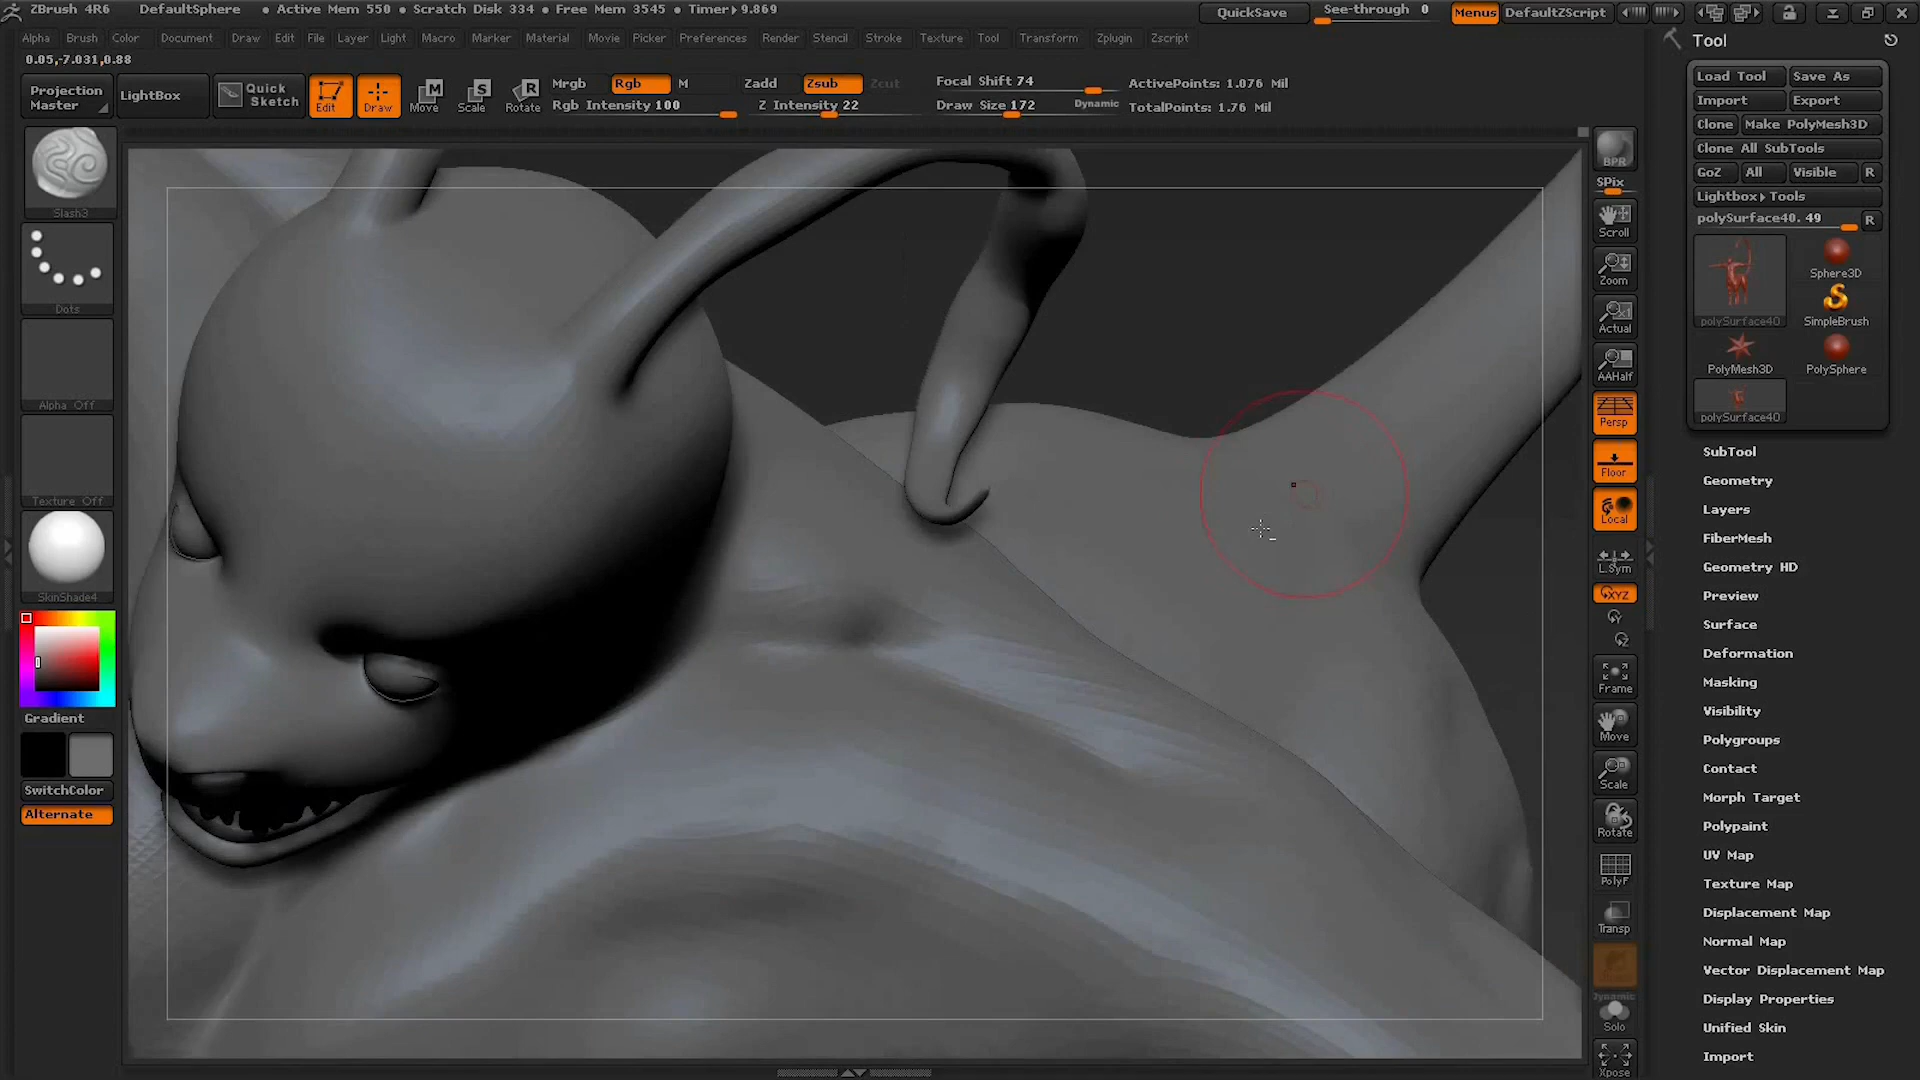 ZBrush 4R6 DefaultSphere • Active Mem 550 • Scratch Disk 334 • Free Mem 3545 • Timer▸9.869 QuickSave See-through 0 Menus DefaultZScript
Alpha Brush Color Document Draw Edit File Layer Light Macro Marker Material Movie Picker Preferences Render Stencil Stroke Texture Tool Transform Zplugin Zscript
0.05,-7.031,0.88
Projection Master
LightBox
Quick Sketch
Edit
Draw
Move
Scale
Rotate
Mrgb Rgb M
Rgb Intensity 100
Zadd Zsub Zcut
Z Intensity 22
Focal Shift 74
Draw Size 172 Dynamic
ActivePoints: 1.076 Mil
TotalPoints: 1.76 Mil
Slash3
Dots
Alpha Off
Texture Off
SkinShade4
Gradient
SwitchColor
Alternate
BPR
SPix
Scroll
Zoom
Actual
AAHalf
Persp
Floor
Local
L.Sym
XYZ
Frame
Move
Scale
Rotate
PolyF
Transp
Dynamic
Solo
Xpose
Tool
Load Tool Save As
Import Export
Clone Make PolyMesh3D
Clone All SubTools
GoZ All Visible R
Lightbox▸Tools
polySurface40. 49 R
polySurface40
Sphere3D
SimpleBrush
PolyMesh3D
PolySphere
polySurface40
SubTool
Geometry
Layers
FiberMesh
Geometry HD
Preview
Surface
Deformation
Masking
Visibility
Polygroups
Contact
Morph Target
Polypaint
UV Map
Texture Map
Displacement Map
Normal Map
Vector Displacement Map
Display Properties
Unified Skin
Import